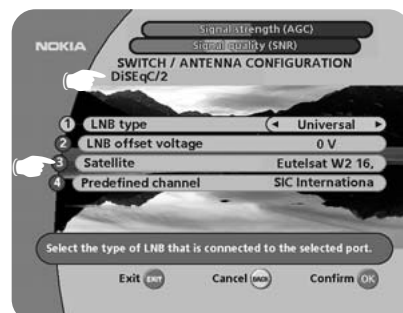 Signal strength (AGC)
NOKIA
Signal quality (SNR)
SWITCH / ANTENNA CONFIGURATION
DiSEqC/2
1 LNB type Universal
2 LNB offset voltage 0 V
3 Satellite Eutelsat W2 16,
4 Predefined channel SIC Internationa
Select the type of LNB that is connected to the selected port.
Exit EXIT Cancel BACK Confirm OK